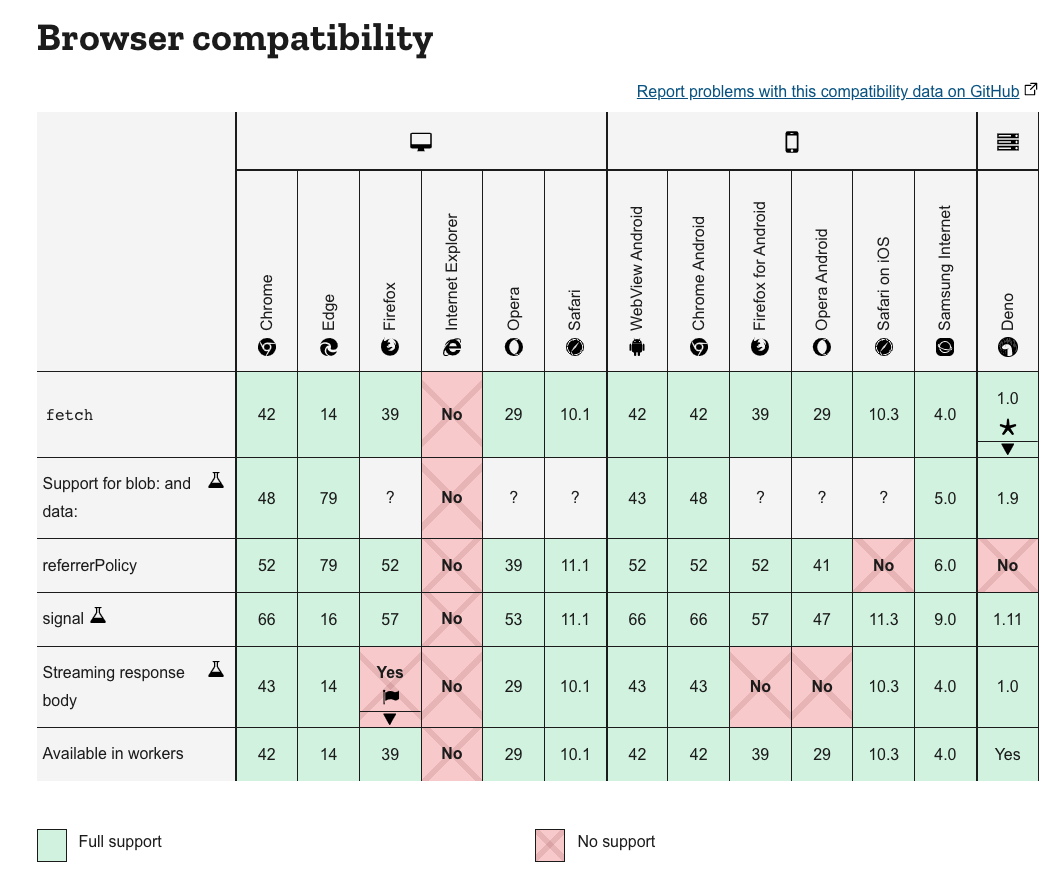 Browser compatibility
Report problems with this compatibility data on GitHub
Chrome Edge Firefox Internet Explorer Opera Safari WebView Android Chrome Android Firefox for Android Opera Android Safari on iOS Samsung Internet Deno
fetch 42 14 39 No 29 10.1 42 42 39 29 10.3 4.0 1.0
Support for blob: and
data: 48 79 ? No ? ? 43 48 ? ? ? 5.0 1.9
referrerPolicy 52 79 52 No 39 11.1 52 52 52 41 No 6.0 No
signal 66 16 57 No 53 11.1 66 66 57 47 11.3 9.0 1.11
Streaming response
body 43 14 Yes No 29 10.1 43 43 No No 10.3 4.0 1.0
Available in workers 42 14 39 No 29 10.1 42 42 39 29 10.3 4.0 Yes
Full support No support